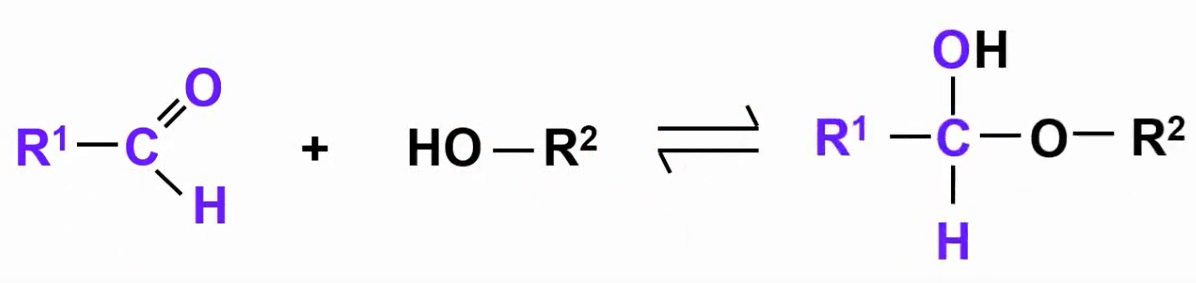 OH
O
R¹—C + HO—R² ⇌ R¹—C—O—R²
H
H